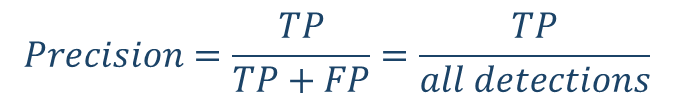 Precision = TP / TP + FP = TP / all detections